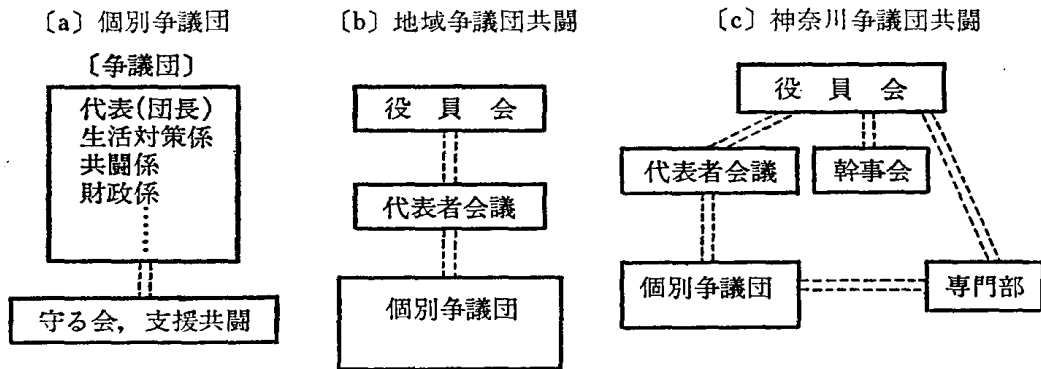 〔a〕個別争議団
〔争議団〕
代表(団長)
生活対策係
共闘係
財政係
守る会，支援共闘
〔b〕地域争議団共闘
役員会
代表者会議
個別争議団
〔c〕神奈川争議団共闘
役員会
代表者会議
幹事会
個別争議団
専門部